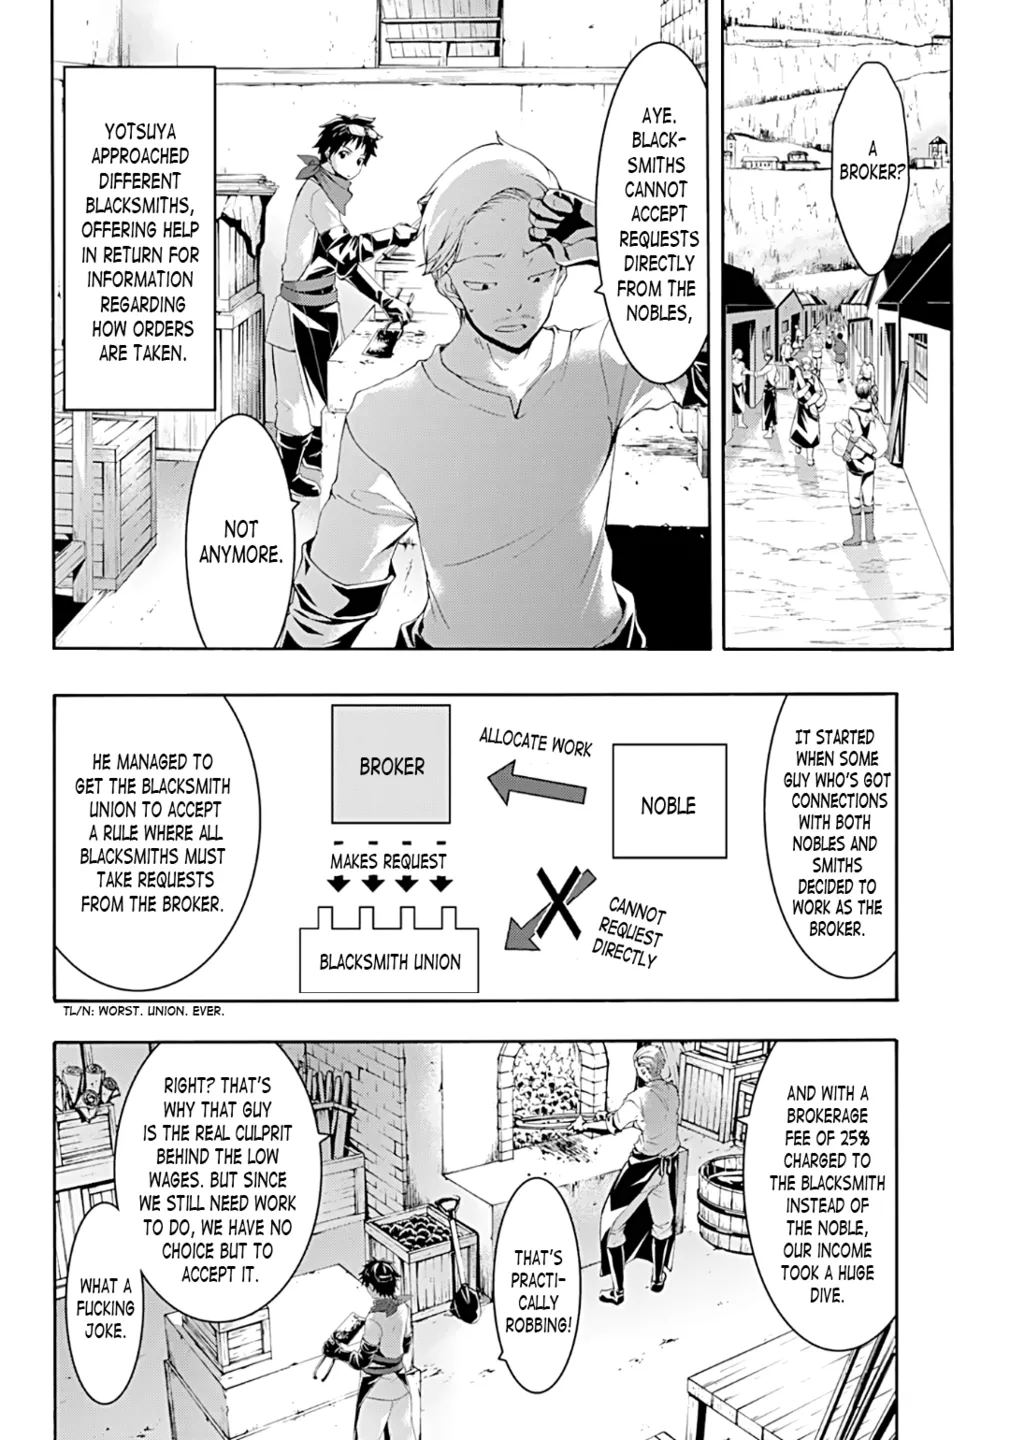 A
BROKER?
AYE.
BLACK-
SMITHS
CANNOT
ACCEPT
REQUESTS
DIRECTLY
FROM THE
NOBLES,
YOTSUYA
APPROACHED
DIFFERENT
BLACKSMITHS,
OFFERING HELP
IN RETURN FOR
INFORMATION
REGARDING
HOW ORDERS
ARE TAKEN.
NOT
ANYMORE.
IT STARTED
WHEN SOME
GUY WHO'S GOT
CONNECTIONS
WITH BOTH
NOBLES AND
SMITHS
DECIDED TO
WORK AS THE
BROKER.
NOBLE
ALLOCATE WORK
BROKER
MAKES REQUEST
CANNOT
REQUEST
DIRECTLY
BLACKSMITH UNION
HE MANAGED TO
GET THE BLACKSMITH
UNION TO ACCEPT
A RULE WHERE ALL
BLACKSMITHS MUST
TAKE REQUESTS
FROM THE BROKER.
TL/N: WORST. UNION. EVER.
AND WITH A
BROKERAGE
FEE OF 25%
CHARGED TO
THE BLACKSMITH
INSTEAD OF
THE NOBLE,
OUR INCOME
TOOK A HUGE
DIVE.
THAT'S
PRACTI-
CALLY
ROBBING!
RIGHT? THAT'S
WHY THAT GUY
IS THE REAL CULPRIT
BEHIND THE LOW
WAGES. BUT SINCE
WE STILL NEED WORK
TO DO, WE HAVE NO
CHOICE BUT TO
ACCEPT IT.
WHAT A
FUCKING
JOKE.